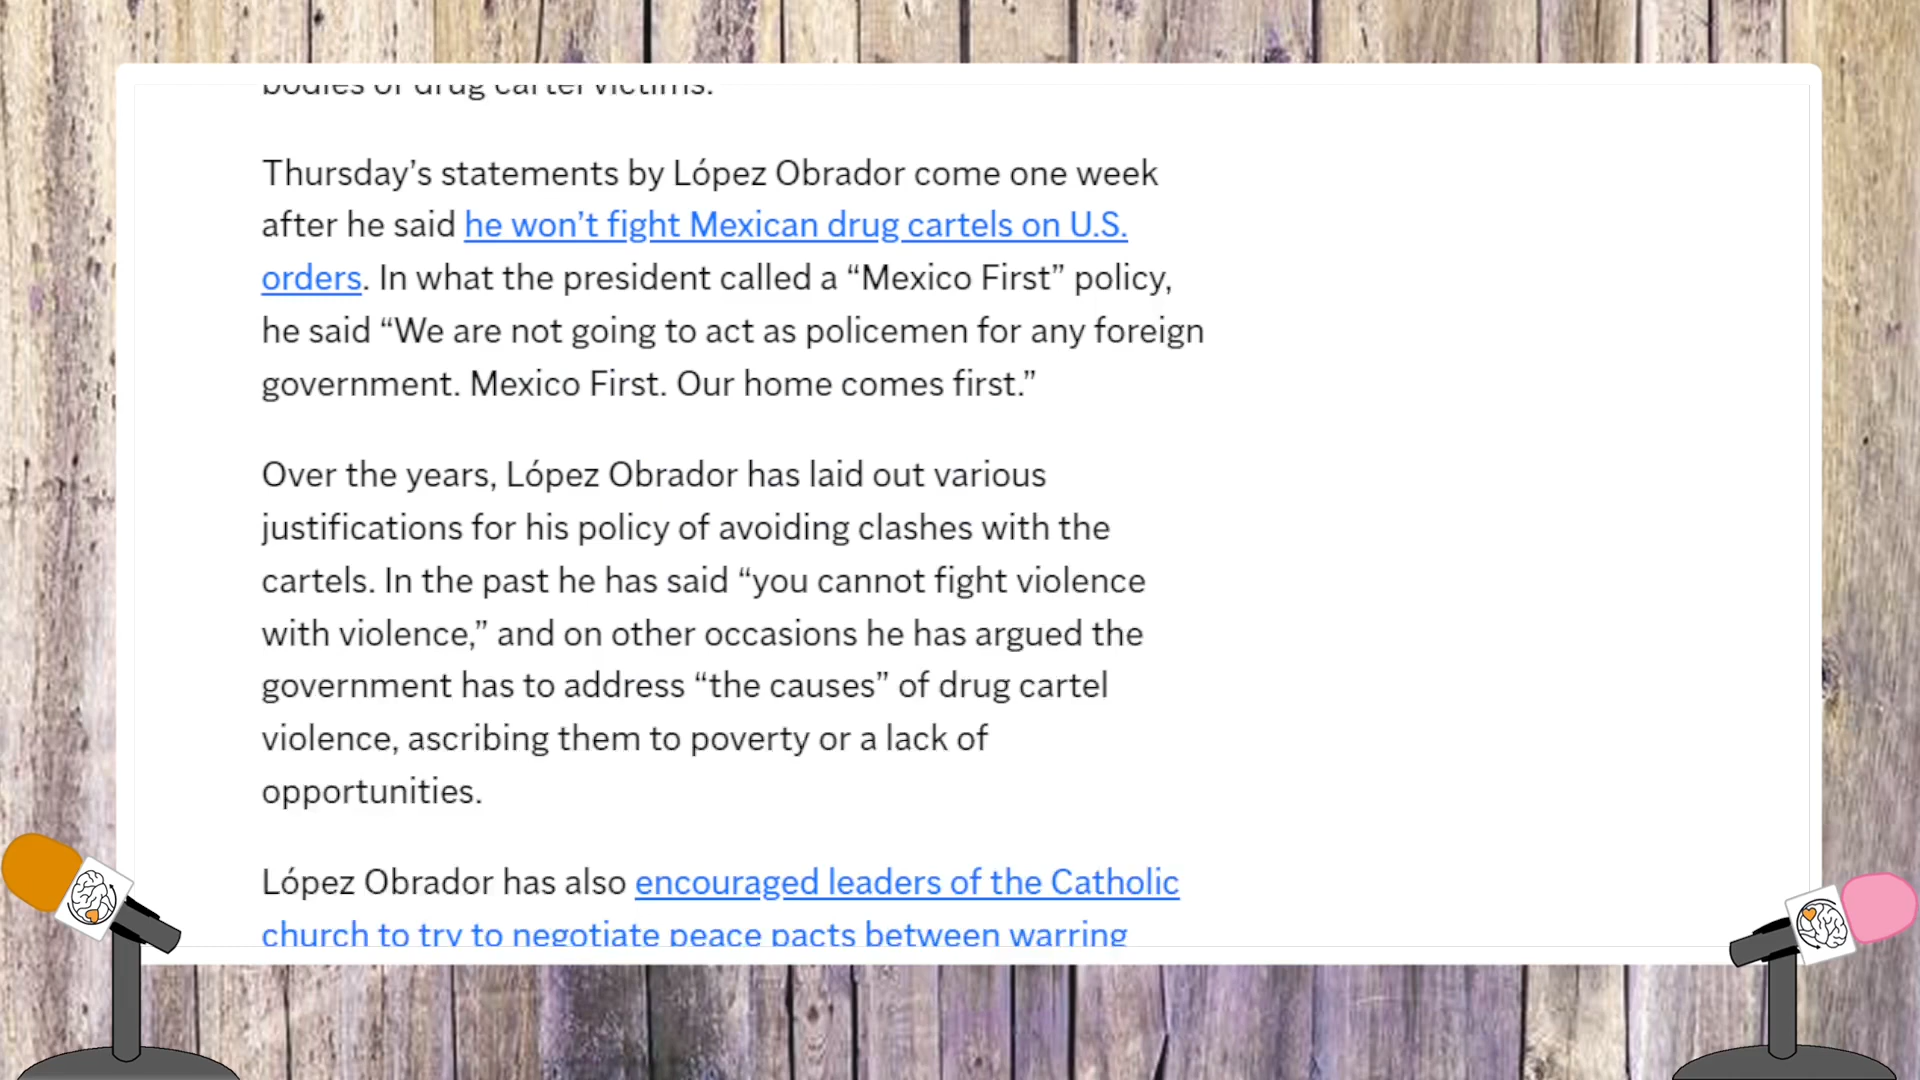 bodies of drug cartel victims.
Thursday’s statements by López Obrador come one week
after he said he won’t fight Mexican drug cartels on U.S.
orders. In what the president called a “Mexico First” policy,
he said “We are not going to act as policemen for any foreign
government. Mexico First. Our home comes first.”
Over the years, López Obrador has laid out various
justifications for his policy of avoiding clashes with the
cartels. In the past he has said “you cannot fight violence
with violence,” and on other occasions he has argued the
government has to address “the causes” of drug cartel
violence, ascribing them to poverty or a lack of
opportunities.
López Obrador has also encouraged leaders of the Catholic
church to try to negotiate peace pacts between warring